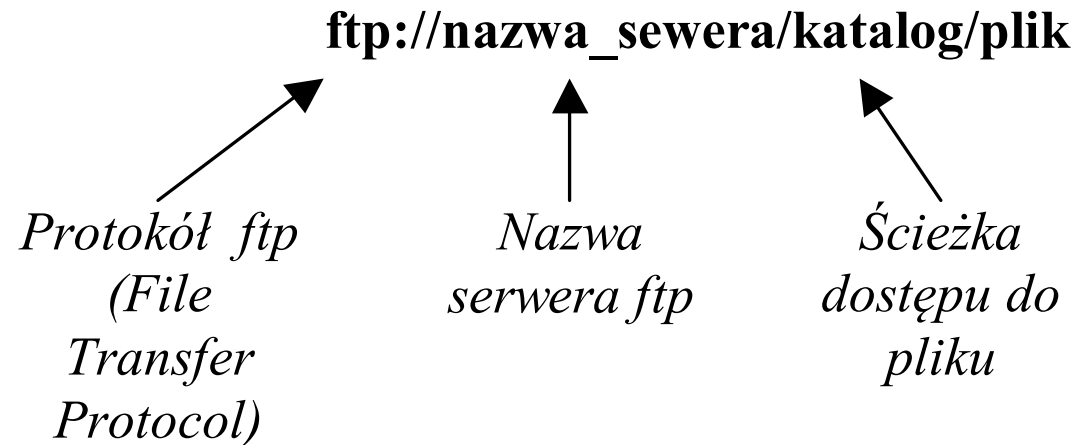 ftp://nazwa_sewera/katalog/plik
Protokół ftp
(File
Transfer
Protocol)
Nazwa
serwera ftp
Ścieżka
dostępu do
pliku